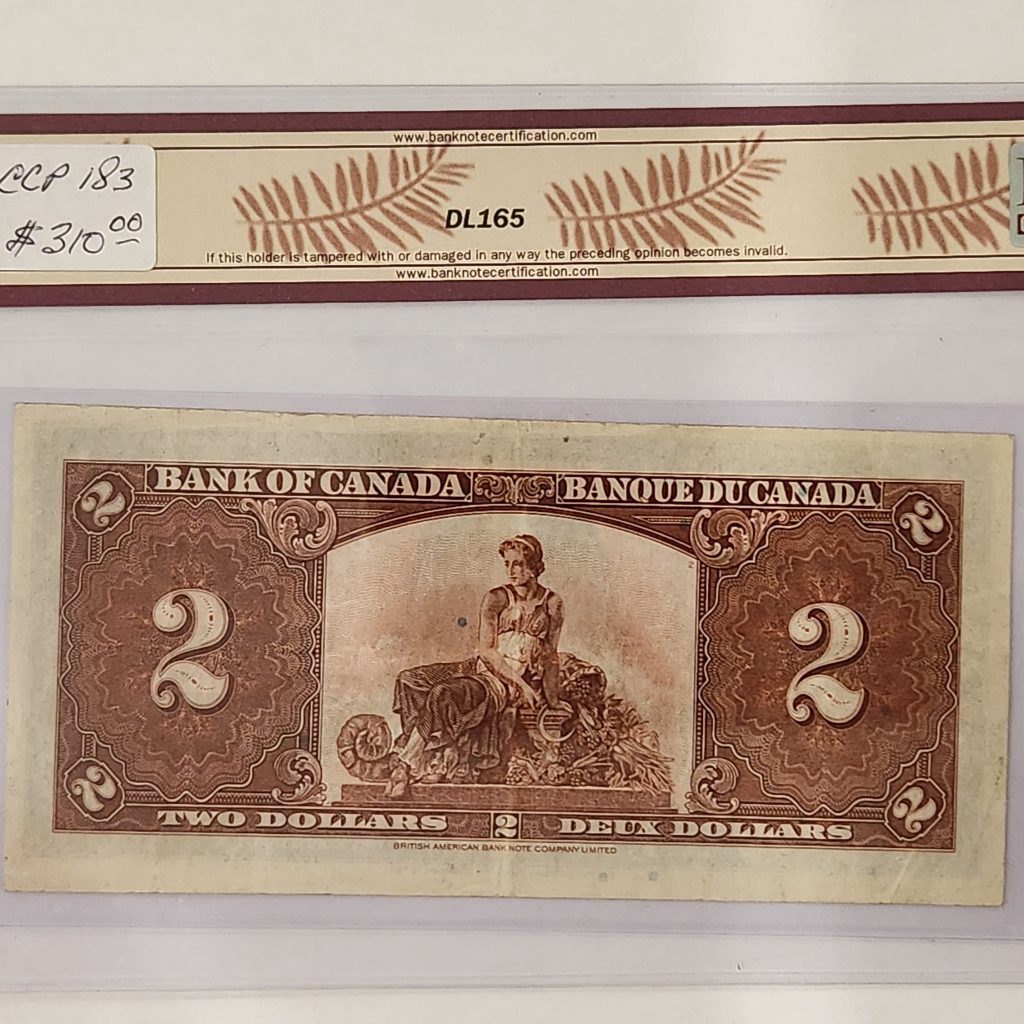 www.banknotecertification.com
CCP 183
$310.00
DL165
If this holder is tampered with or damaged in any way the preceding opinion becomes invalid.
www.banknotecertification.com
2 BANK OF CANADA BANQUE DU CANADA 2
2
2 2
2 2
TWO DOLLARS 2 DEUX DOLLARS
BRITISH AMERICAN BANK NOTE COMPANY LIMITED